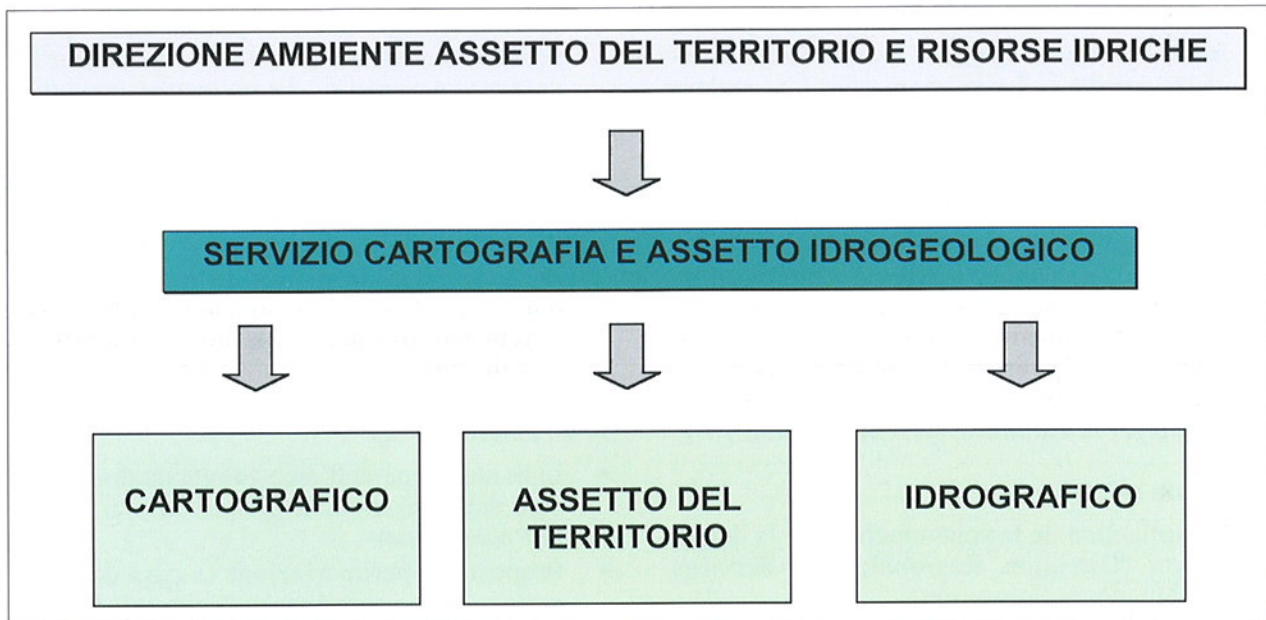 DIREZIONE AMBIENTE ASSETTO DEL TERRITORIO E RISORSE IDRICHE
SERVIZIO CARTOGRAFIA E ASSETTO IDROGEOLOGICO
CARTOGRAFICO
ASSETTO DEL
TERRITORIO
IDROGRAFICO